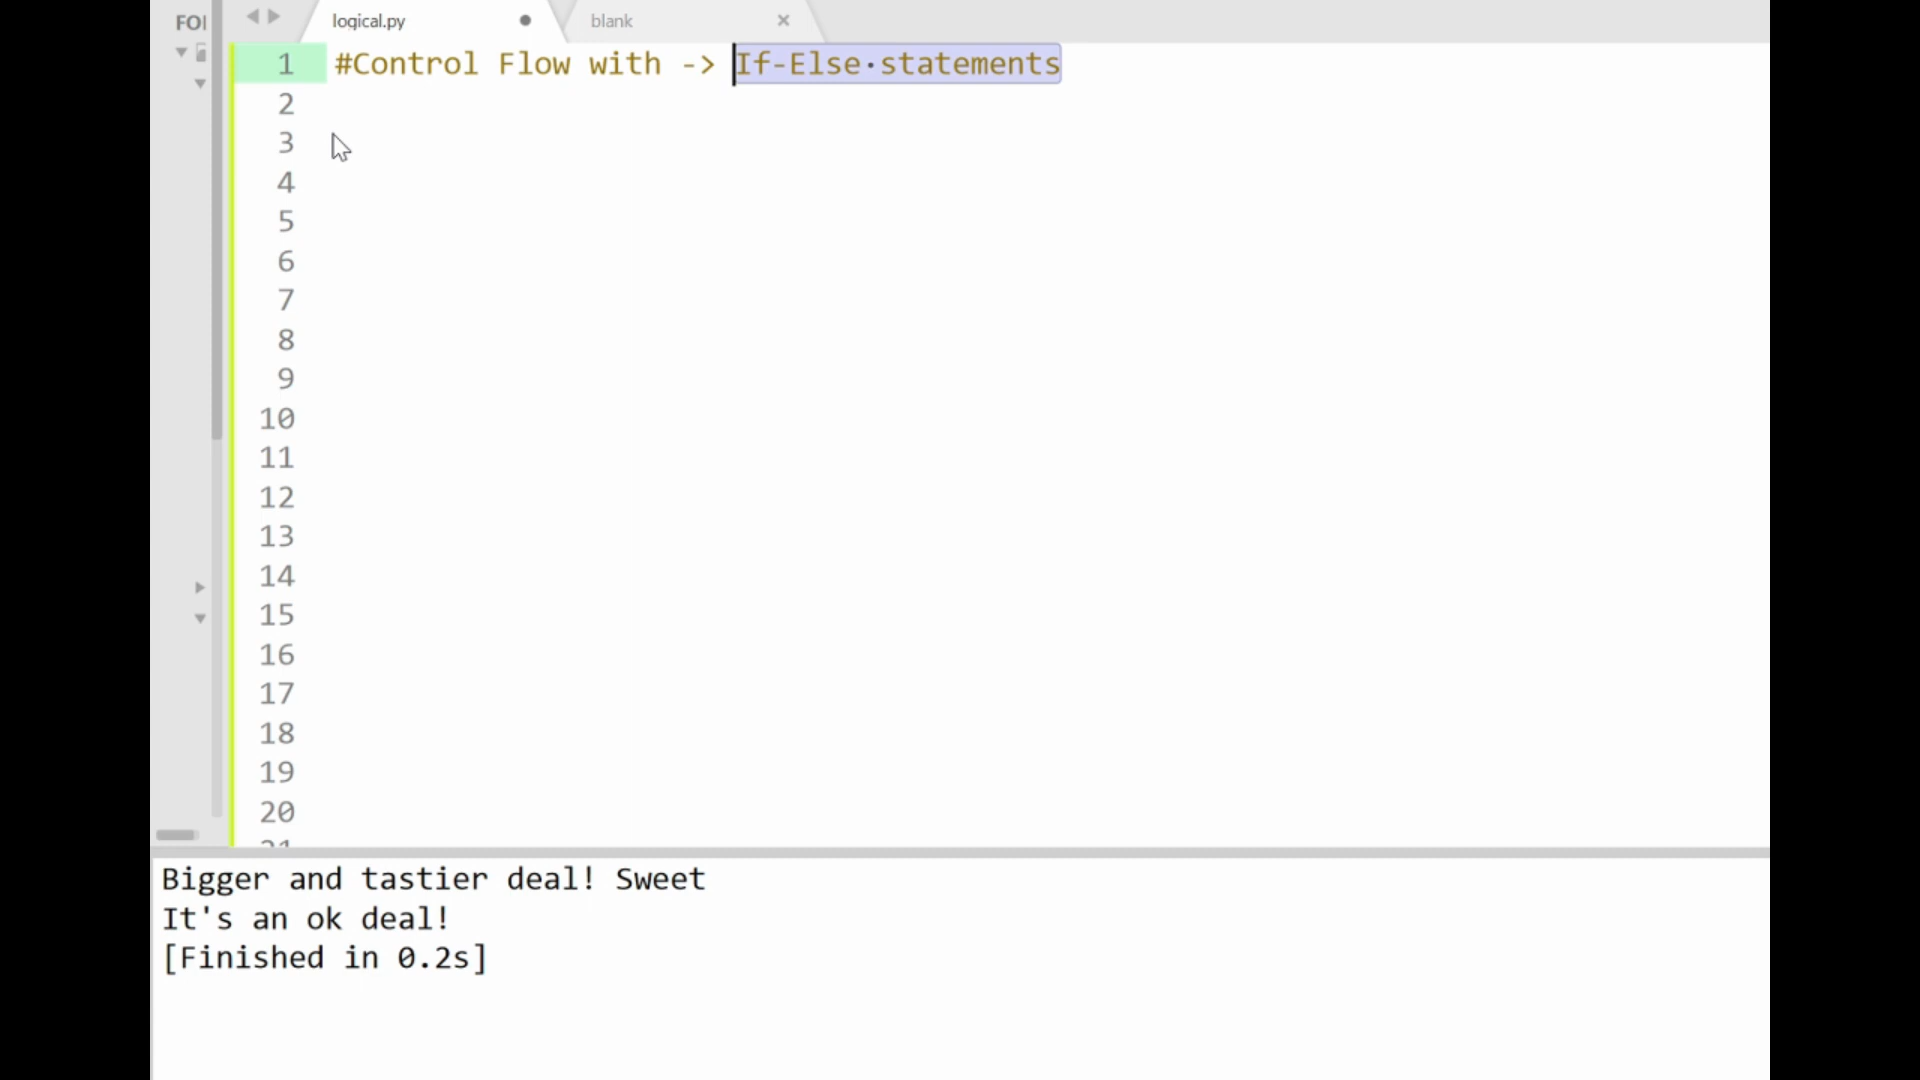 FOI
logical.py
blank
1 #Control Flow with -> If-Else·statements
2
3
4
5
6
7
8
9
10
11
12
13
14
15
16
17
18
19
20
21
Bigger and tastier deal! Sweet
It's an ok deal!
[Finished in 0.2s]